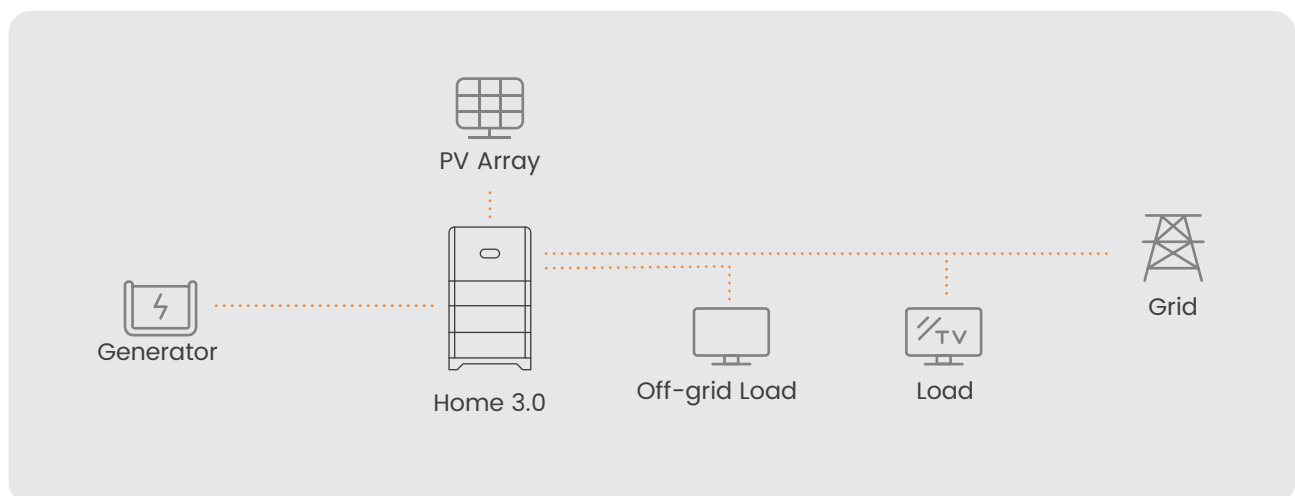 PV Array
Generator
Home 3.0
Off-grid Load
TV
Load
Grid